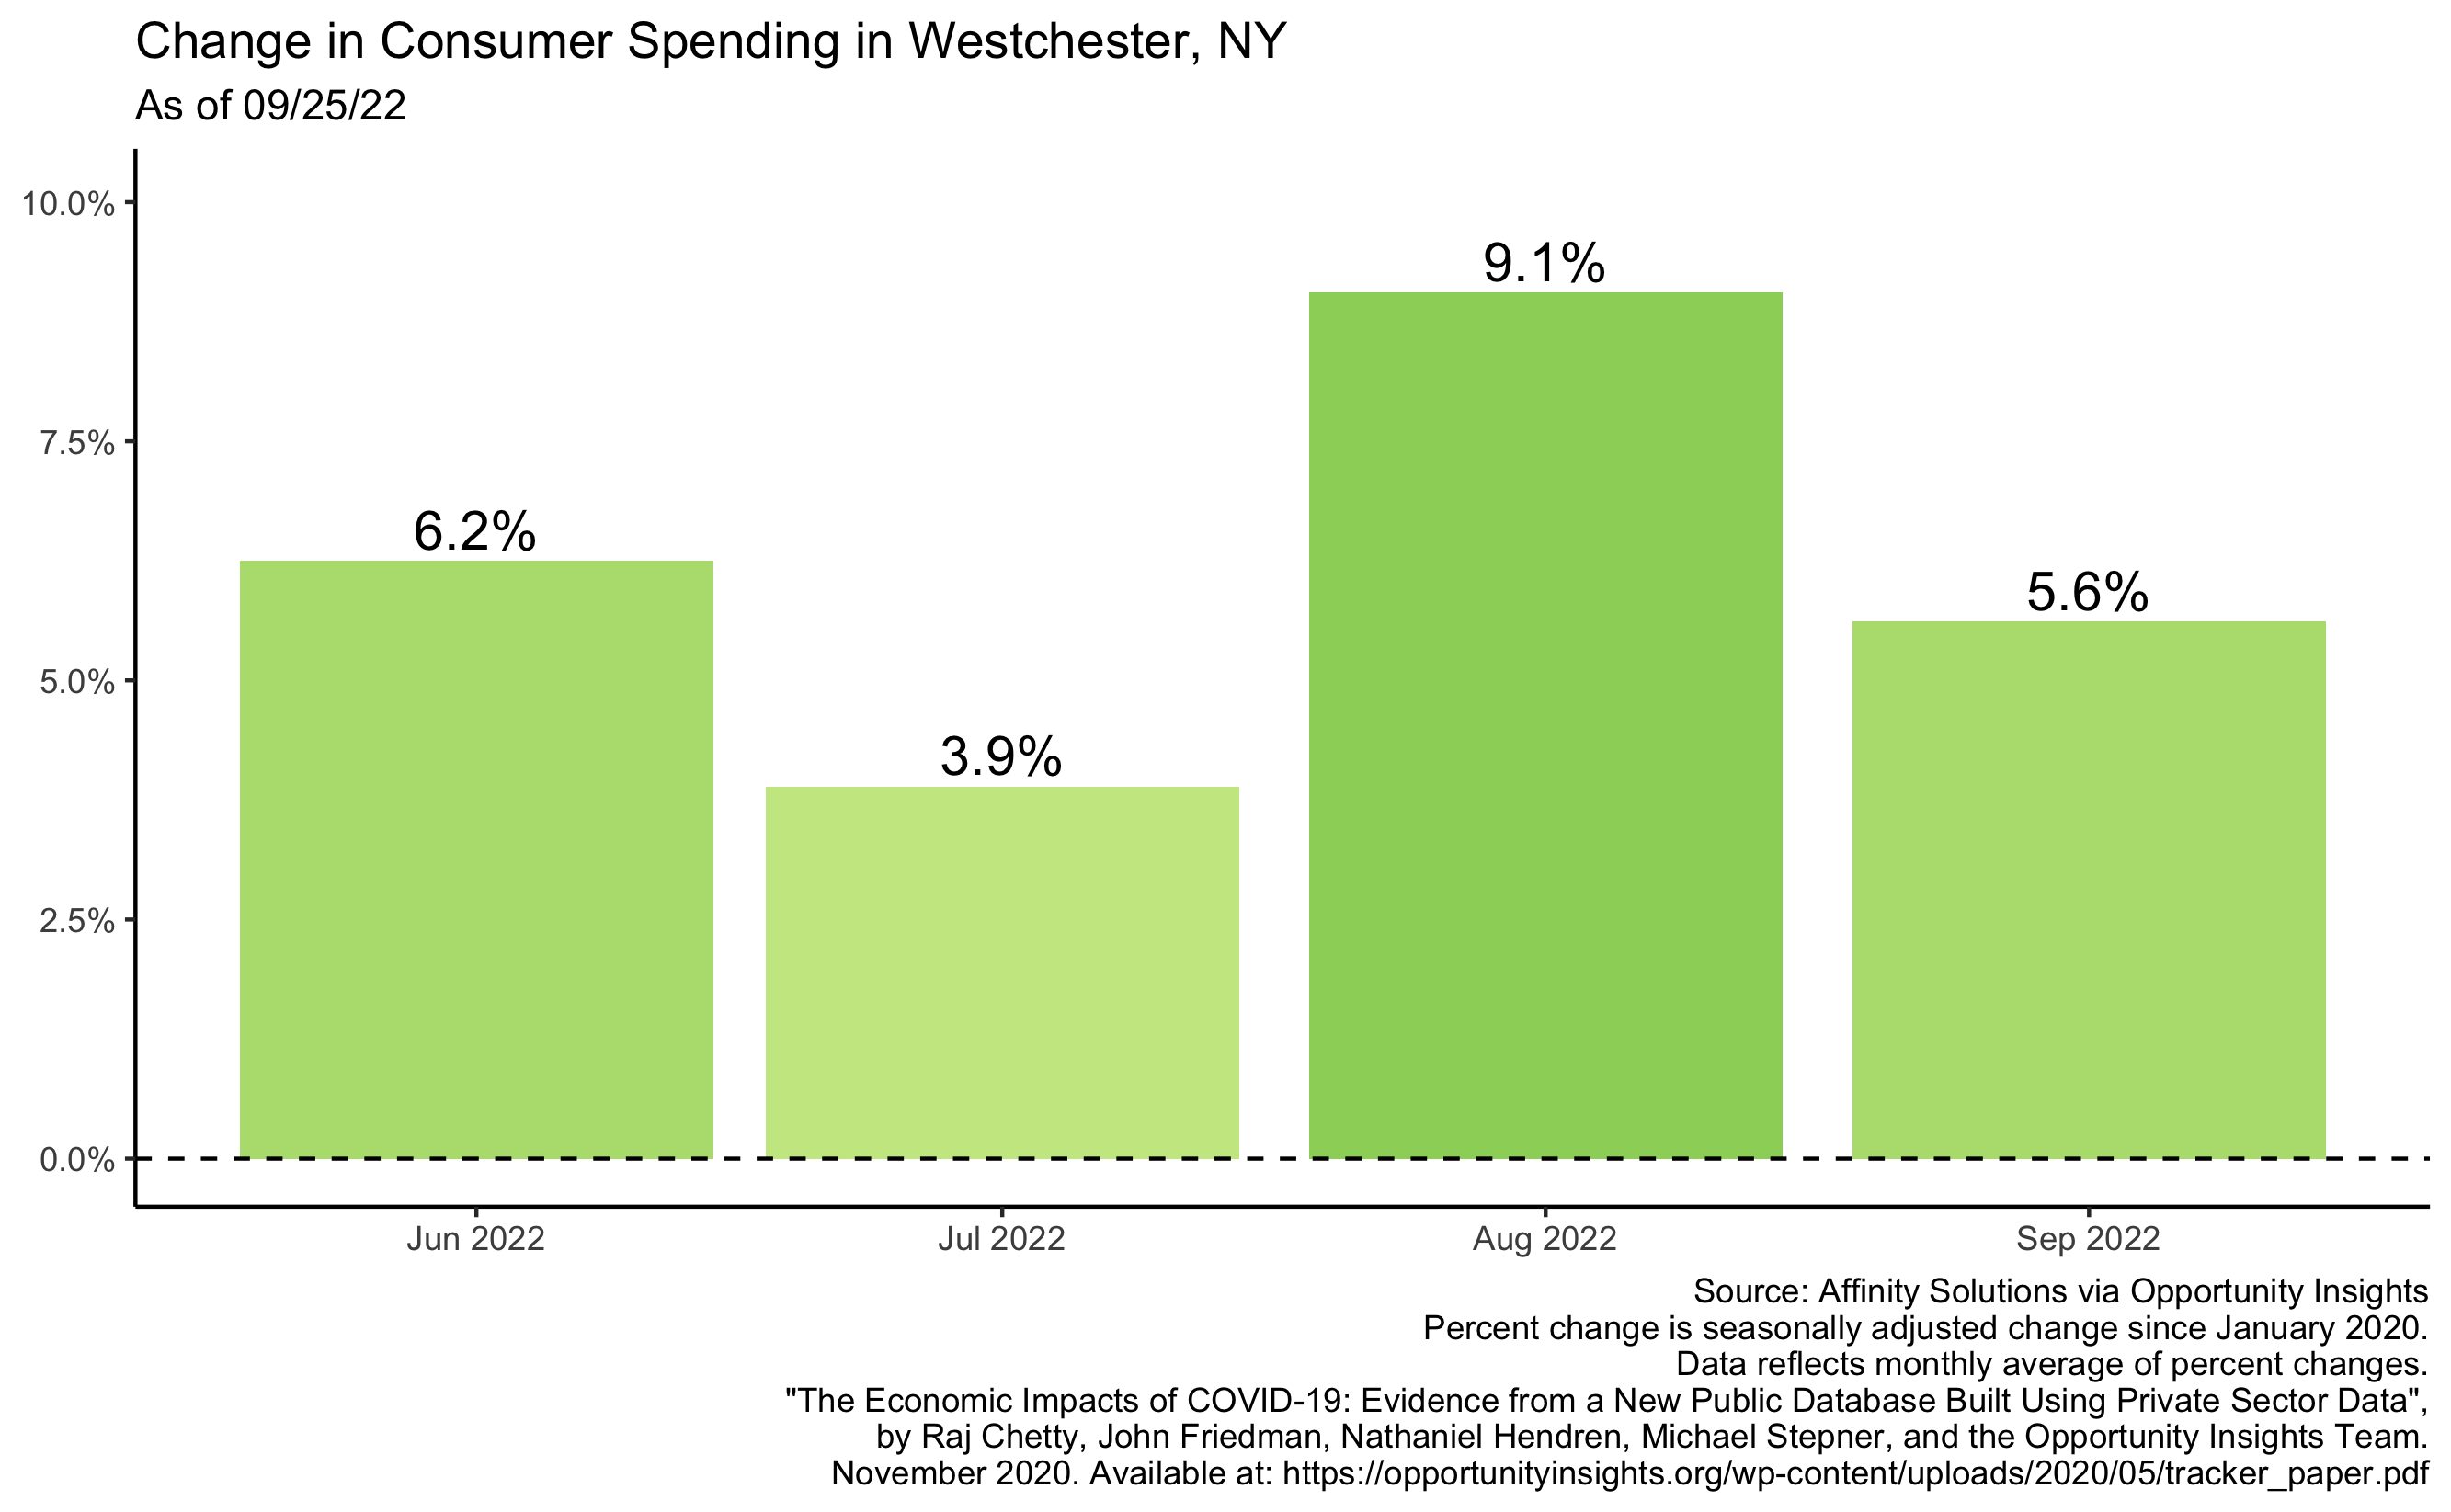 Change in Consumer Spending in Westchester, NY
As of 09/25/22
10.0%
7.5%
5.0%
2.5%
0.0%
6.2%
3.9%
9.1%
5.6%
Jun 2022
Jul 2022
Aug 2022
Sep 2022
Source: Affinity Solutions via Opportunity Insights
Percent change is seasonally adjusted change since January 2020.
Data reflects monthly average of percent changes.
"The Economic Impacts of COVID-19: Evidence from a New Public Database Built Using Private Sector Data",
by Raj Chetty, John Friedman, Nathaniel Hendren, Michael Stepner, and the Opportunity Insights Team.
November 2020. Available at: https://opportunityinsights.org/wp-content/uploads/2020/05/tracker_paper.pdf